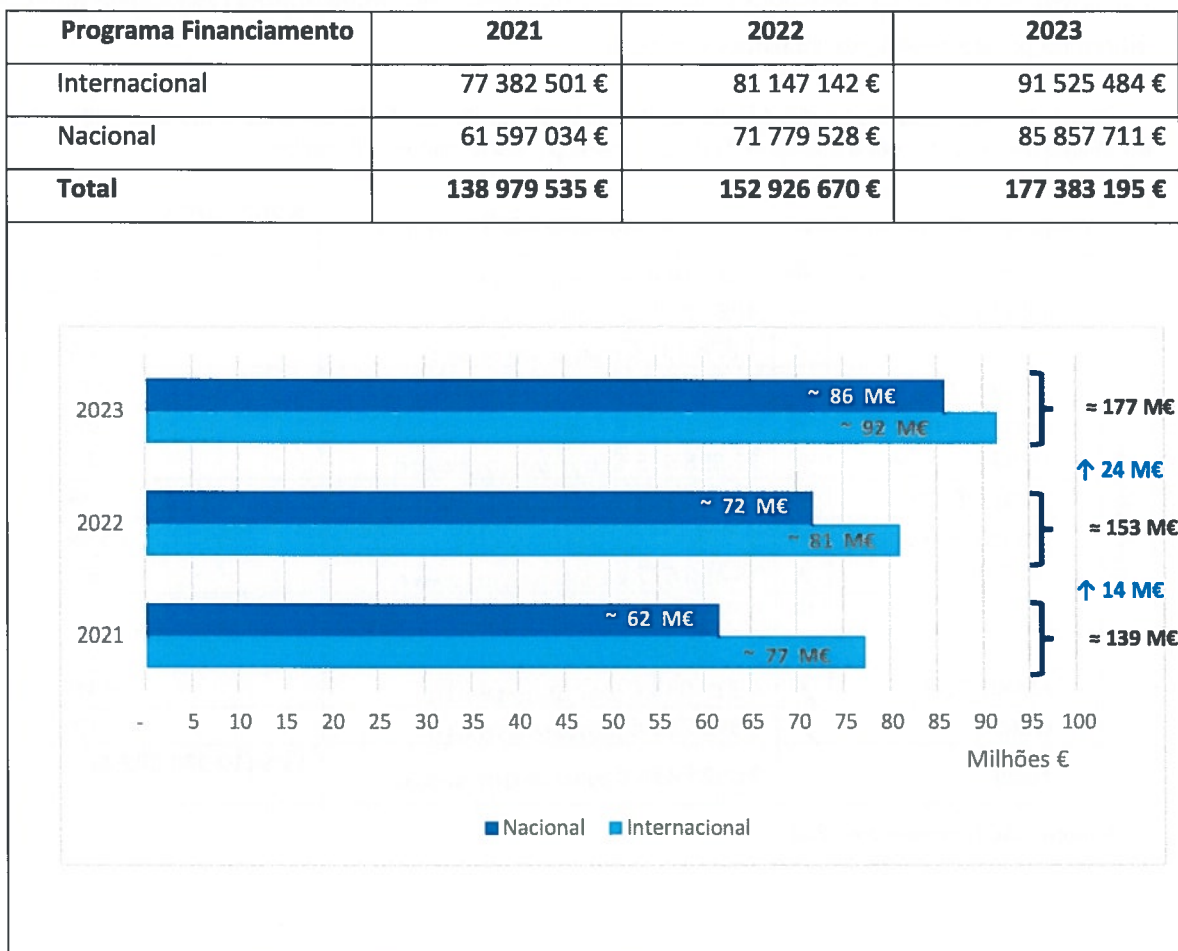 Programa Financiamento 2021 2022 2023
Internacional 77 382 501 € 81 147 142 € 91 525 484 €
Nacional 61 597 034 € 71 779 528 € 85 857 711 €
Total 138 979 535 € 152 926 670 € 177 383 195 €
2023 ~ 86 M€
~ 92 M€
≈ 177 M€
↑ 24 M€
2022 ~ 72 M€
~ 81 M€
≈ 153 M€
↑ 14 M€
2021 ~ 62 M€
~ 77 M€
≈ 139 M€
- 5 10 15 20 25 30 35 40 45 50 55 60 65 70 75 80 85 90 95 100
Milhões €
Nacional Internacional